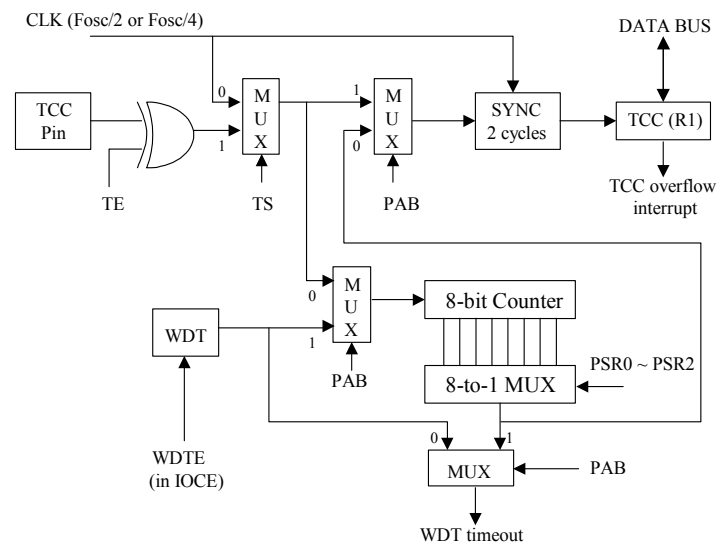 CLK (Fosc/2 or Fosc/4)
DATA BUS
TCC
Pin
0
1
M
U
X
1
0
M
U
X
SYNC
2 cycles
TCC (R1)
TE
TS
PAB
TCC overflow
interrupt
0
1
M
U
X
8-bit Counter
WDT
PAB
8-to-1 MUX
PSR0 ~ PSR2
WDTE
(in IOCE)
0
1
MUX
PAB
WDT timeout